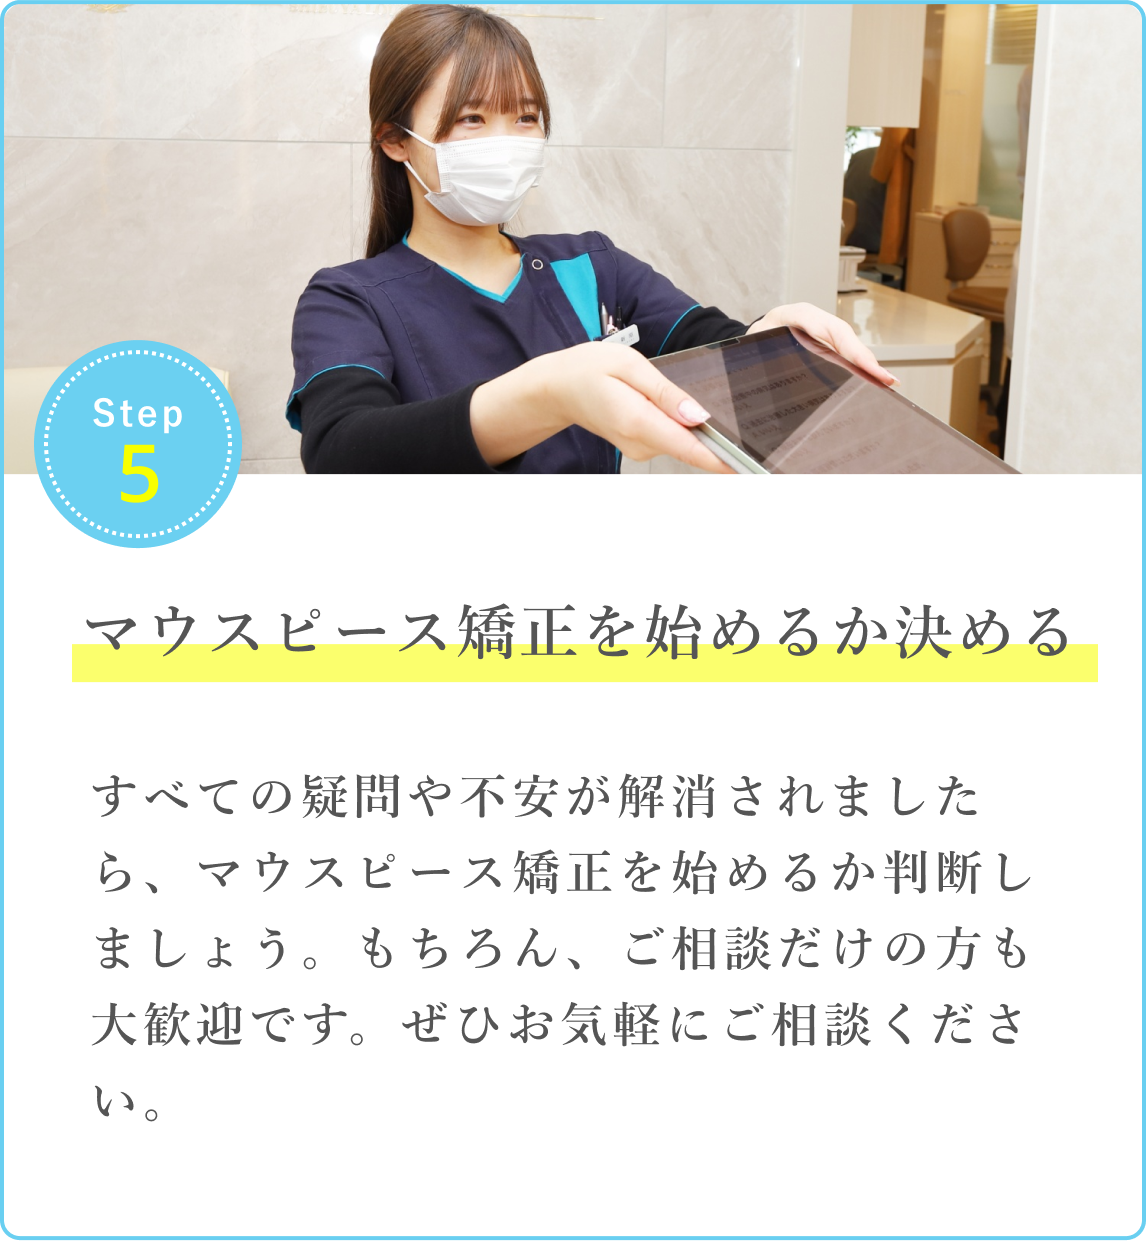 Step
5
マウスピース矯正を始めるか決める
すべての疑問や不安が解消されました
ら、マウスピース矯正を始めるか判断し
ましょう。もちろん、ご相談だけの方も
大歓迎です。ぜひお気軽にご相談くださ
い。